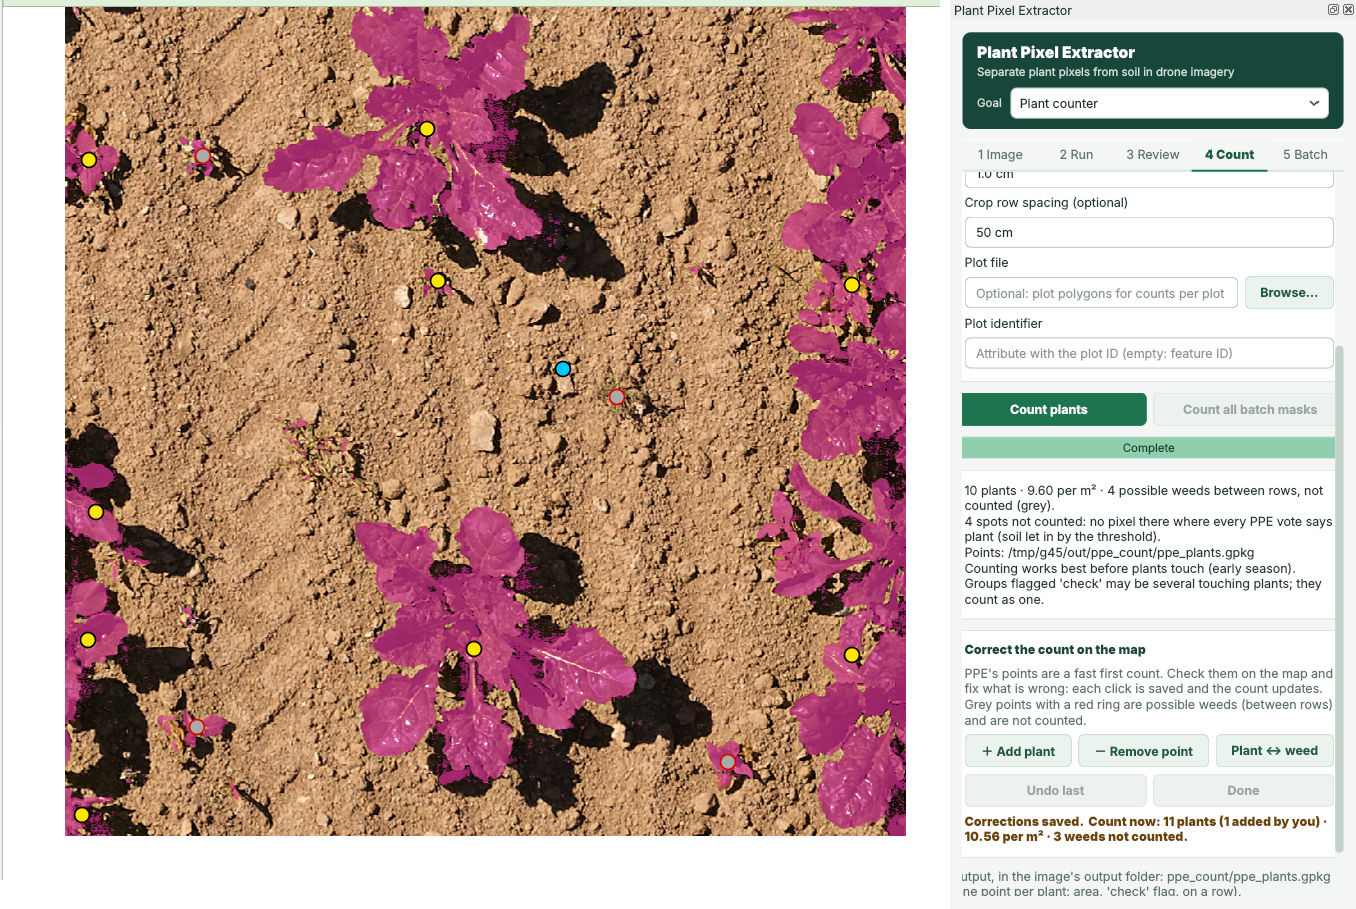 Plant Pixel Extractor
Plant Pixel Extractor
Separate plant pixels from soil in drone imagery
Goal
Plant counter
1 Image
2 Run
3 Review
4 Count
5 Batch
1.0 cm
Crop row spacing (optional)
50 cm
Plot file
Optional: plot polygons for counts per plot
Browse...
Plot identifier
Attribute with the plot ID (empty: feature ID)
Count plants
Count all batch masks
Complete
10 plants · 9.60 per m² · 4 possible weeds between rows, not
counted (grey).
4 spots not counted: no pixel there where every PPE vote says
plant (soil let in by the threshold).
Points: /tmp/g45/out/ppe_count/ppe_plants.gpkg
Counting works best before plants touch (early season).
Groups flagged 'check' may be several touching plants; they
count as one.
Correct the count on the map
PPE's points are a fast first count. Check them on the map and
fix what is wrong: each click is saved and the count updates.
Grey points with a red ring are possible weeds (between rows)
and are not counted.
+ Add plant
− Remove point
Plant ↔ weed
Undo last
Done
Corrections saved. Count now: 11 plants (1 added by you) ·
10.56 per m² · 3 weeds not counted.
utput, in the image's output folder: ppe_count/ppe_plants.gpkg
ne point per plant: area, 'check' flag, on a row).